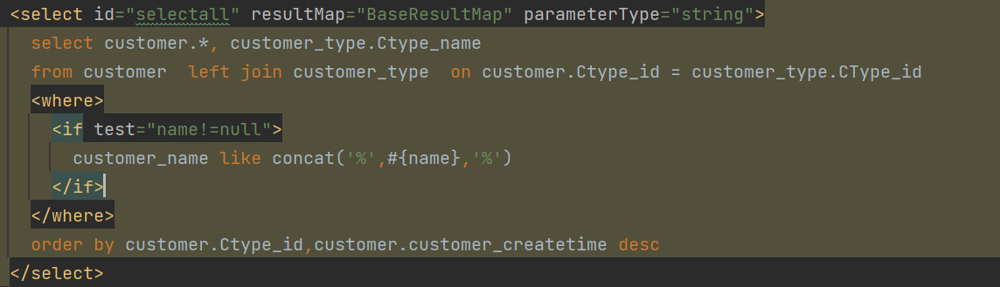 <select id="selectall" resultMap="BaseResultMap" parameterType="string">
select customer.*, customer_type.Ctype_name
from customer  left join customer_type  on customer.Ctype_id = customer_type.CType_id
<where>
<if test="name!=null">
customer_name like concat('%',#{name},'%')
</if>
</where>
order by customer.Ctype_id,customer.customer_createtime desc
</select>